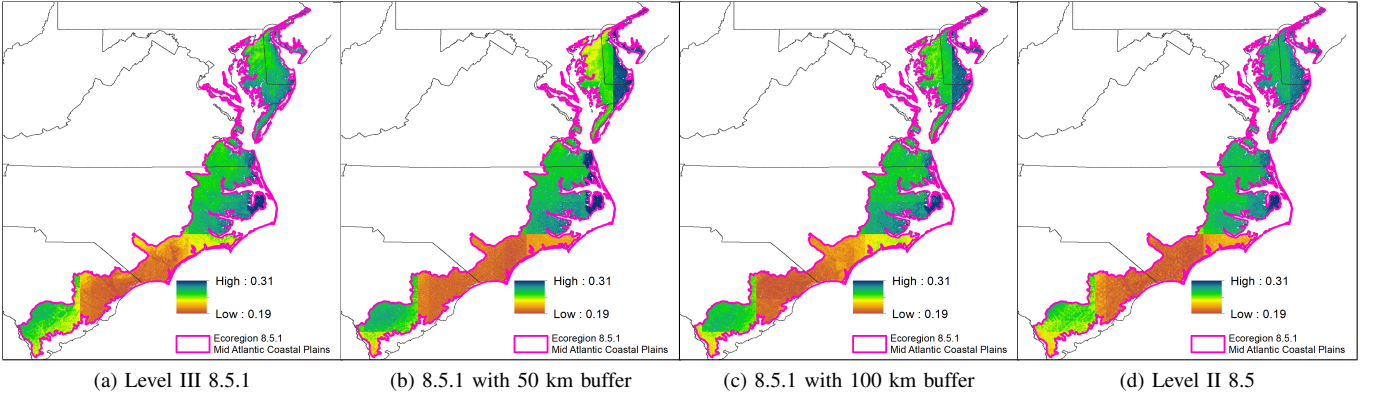 High : 0.31
Low : 0.19
Ecoregion 8.5.1
Mid Atlantic Coastal Plains
High : 0.31
Low : 0.19
Ecoregion 8.5.1
Mid Atlantic Coastal Plains
High : 0.31
Low : 0.19
Ecoregion 8.5.1
Mid Atlantic Coastal Plains
High : 0.31
Low : 0.19
Ecoregion 8.5.1
Mid Atlantic Coastal Plains
(a) Level III 8.5.1
(b) 8.5.1 with 50 km buffer
(c) 8.5.1 with 100 km buffer
(d) Level II 8.5